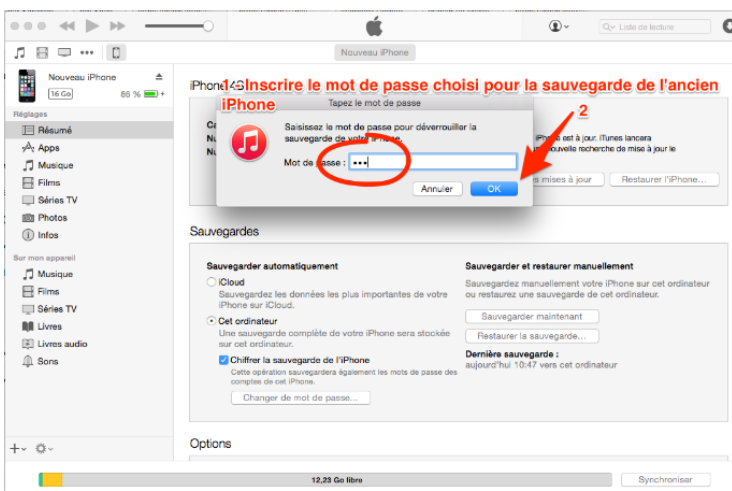 Liste de lecture
Nouveau iPhone
Nouveau iPhone
16 Go
86 %
Réglages
Résumé
Apps
Musique
Films
Séries TV
Photos
Infos
Sur mon appareil
Musique
Films
Séries TV
Livres
Livres audio
Sons
iPhone 4S
1- Inscrire le mot de passe choisi pour la sauvegarde de l'ancien
iPhone
2
Tapez le mot de passe
Saisissez le mot de passe pour déverrouiller la
sauvegarde de votre iPhone.
Mot de passe :
Annuler
OK
Ca
Nu
Nu
iPhone est à jour. iTunes lancera
nouvelle recherche de mise à jour le
mises à jour
Restaurer l'iPhone...
Sauvegardes
Sauvegarder automatiquement
iCloud
Sauvegardez les données les plus importantes de votre
iPhone sur iCloud.
Cet ordinateur
Une sauvegarde complète de votre iPhone sera stockée
sur cet ordinateur.
Chiffrer la sauvegarde de l'iPhone
Cette opération sauvegardera également les mots de passe des
comptes de cet iPhone.
Changer de mot de passe...
Sauvegarder et restaurer manuellement
Sauvegardez manuellement votre iPhone sur cet ordinateur
ou restaurez une sauvegarde de cet ordinateur.
Sauvegarder maintenant
Restaurer la sauvegarde...
Dernière sauvegarde :
aujourd'hui 10:47 vers cet ordinateur
Options
12,23 Go libre
Synchroniser